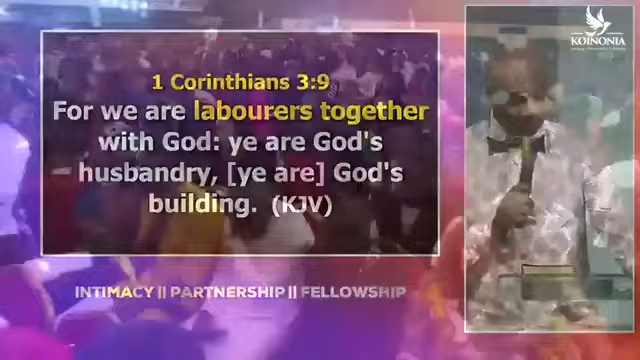 1 Corinthians 3:9
For we are labourers together
with God: ye are God's
husbandry, [ye are] God's
building. (KJV)
INTIMACY || PARTNERSHIP || FELLOWSHIP
KOINONIA